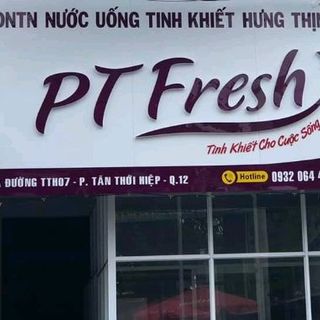 DNTN NƯỚC UỐNG TINH KHIẾT HƯNG
PT Fresh
Tinh Khiết Cho Cuộc Sống
ĐƯỜNG TTH07 - P. TÂN THỚI HIỆP - Q.12 Hotline 0932 064